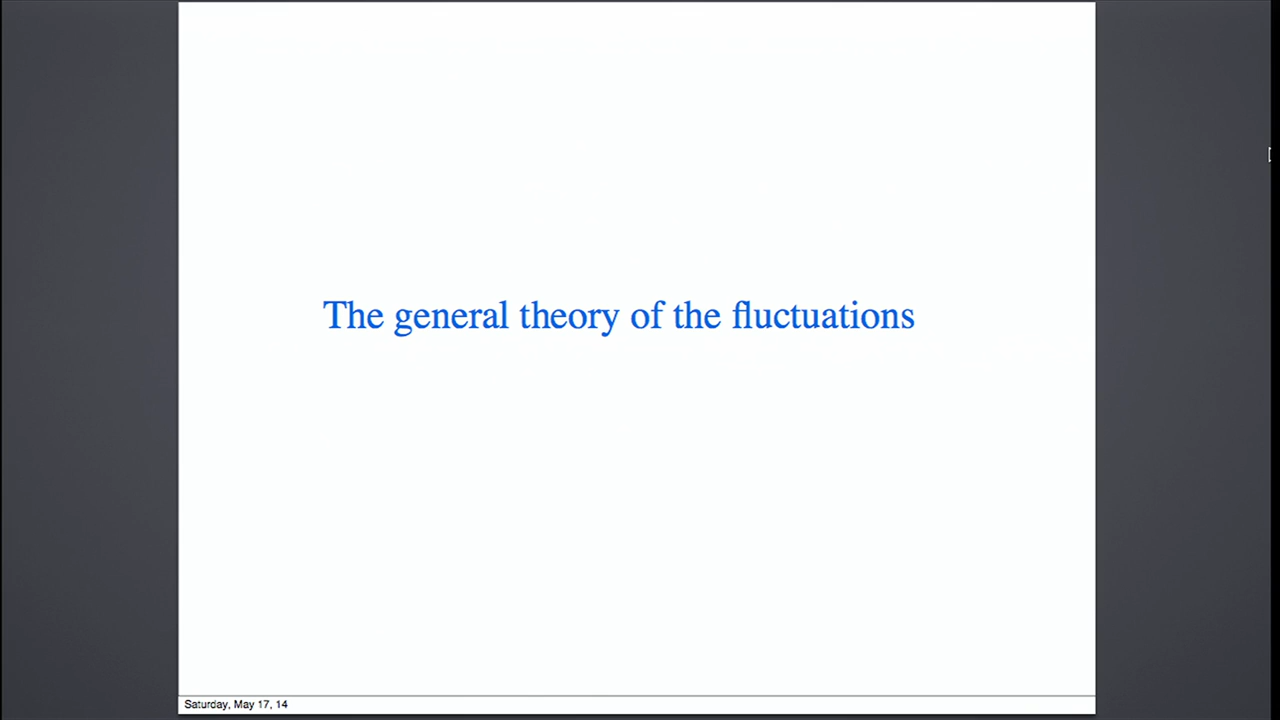 The general theory of the fluctuations
Saturday, May 17, 14